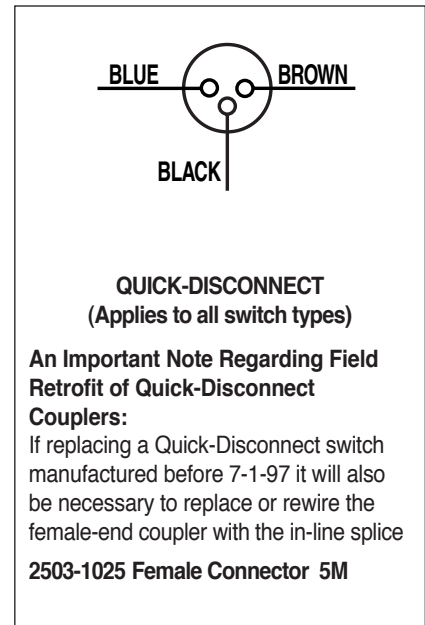 BLUE BROWN
BLACK
QUICK-DISCONNECT
(Applies to all switch types)
An Important Note Regarding Field
Retrofit of Quick-Disconnect
Couplers:
If replacing a Quick-Disconnect switch
manufactured before 7-1-97 it will also
be necessary to replace or rewire the
female-end coupler with the in-line splice
2503-1025 Female Connector 5M